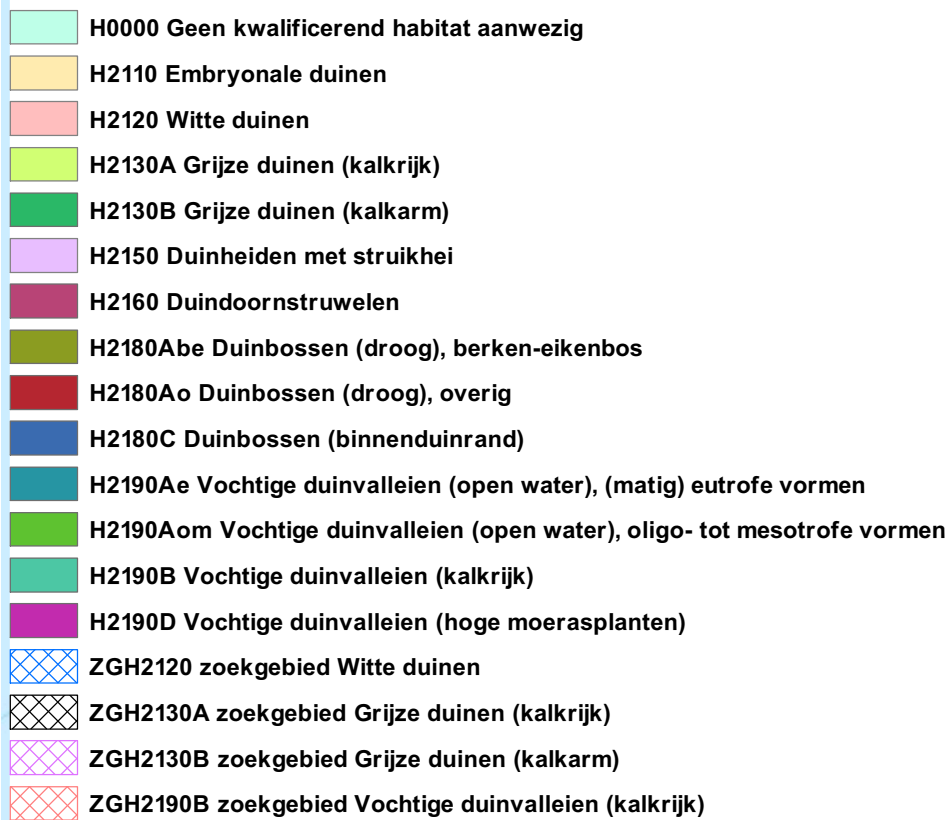 H0000 Geen kwalificerend habitat aanwezig
H2110 Embryonale duinen
H2120 Witte duinen
H2130A Grijze duinen (kalkrijk)
H2130B Grijze duinen (kalkarm)
H2150 Duinheiden met struikhei
H2160 Duindoornstruwelen
H2180Abe Duinbossen (droog), berken-eikenbos
H2180Ao Duinbossen (droog), overig
H2180C Duinbossen (binnenduinrand)
H2190Ae Vochtige duinvalleien (open water), (matig) eutrofe vormen
H2190Aom Vochtige duinvalleien (open water), oligo- tot mesotrofe vormen
H2190B Vochtige duinvalleien (kalkrijk)
H2190D Vochtige duinvalleien (hoge moerasplanten)
ZGH2120 zoekgebied Witte duinen
ZGH2130A zoekgebied Grijze duinen (kalkrijk)
ZGH2130B zoekgebied Grijze duinen (kalkarm)
ZGH2190B zoekgebied Vochtige duinvalleien (kalkrijk)